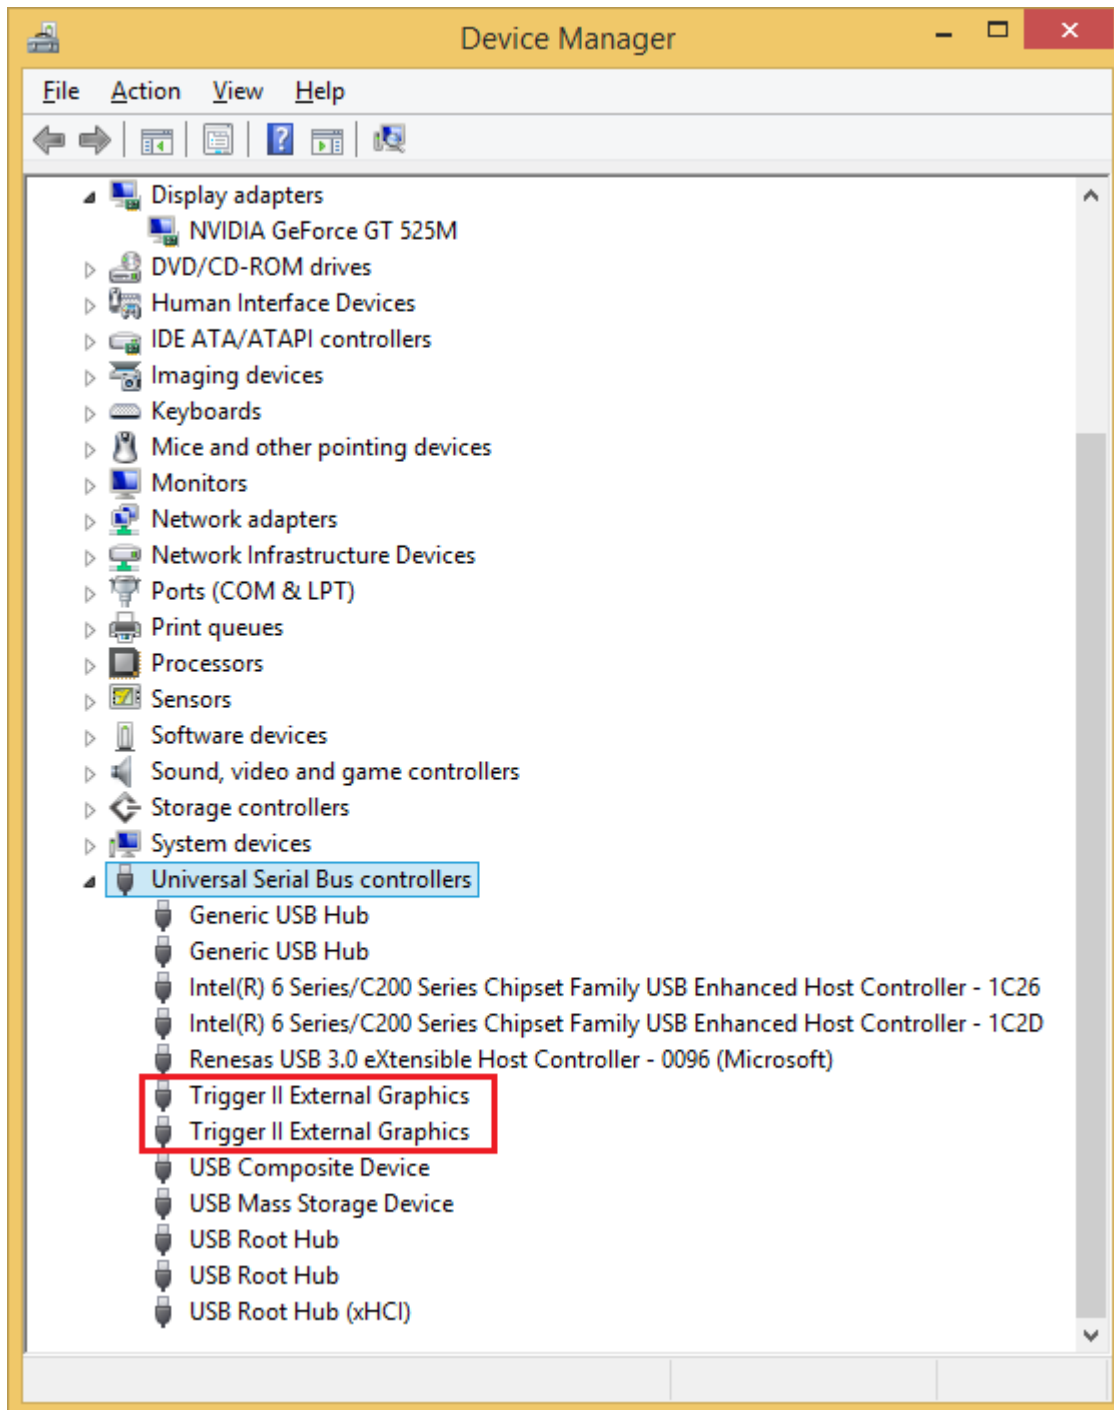 Device Manager
File Action View Help
Display adapters
NVIDIA GeForce GT 525M
DVD/CD-ROM drives
Human Interface Devices
IDE ATA/ATAPI controllers
Imaging devices
Keyboards
Mice and other pointing devices
Monitors
Network adapters
Network Infrastructure Devices
Ports (COM & LPT)
Print queues
Processors
Sensors
Software devices
Sound, video and game controllers
Storage controllers
System devices
Universal Serial Bus controllers
Generic USB Hub
Generic USB Hub
Intel(R) 6 Series/C200 Series Chipset Family USB Enhanced Host Controller - 1C26
Intel(R) 6 Series/C200 Series Chipset Family USB Enhanced Host Controller - 1C2D
Renesas USB 3.0 eXtensible Host Controller - 0096 (Microsoft)
Trigger II External Graphics
Trigger II External Graphics
USB Composite Device
USB Mass Storage Device
USB Root Hub
USB Root Hub
USB Root Hub (xHCI)